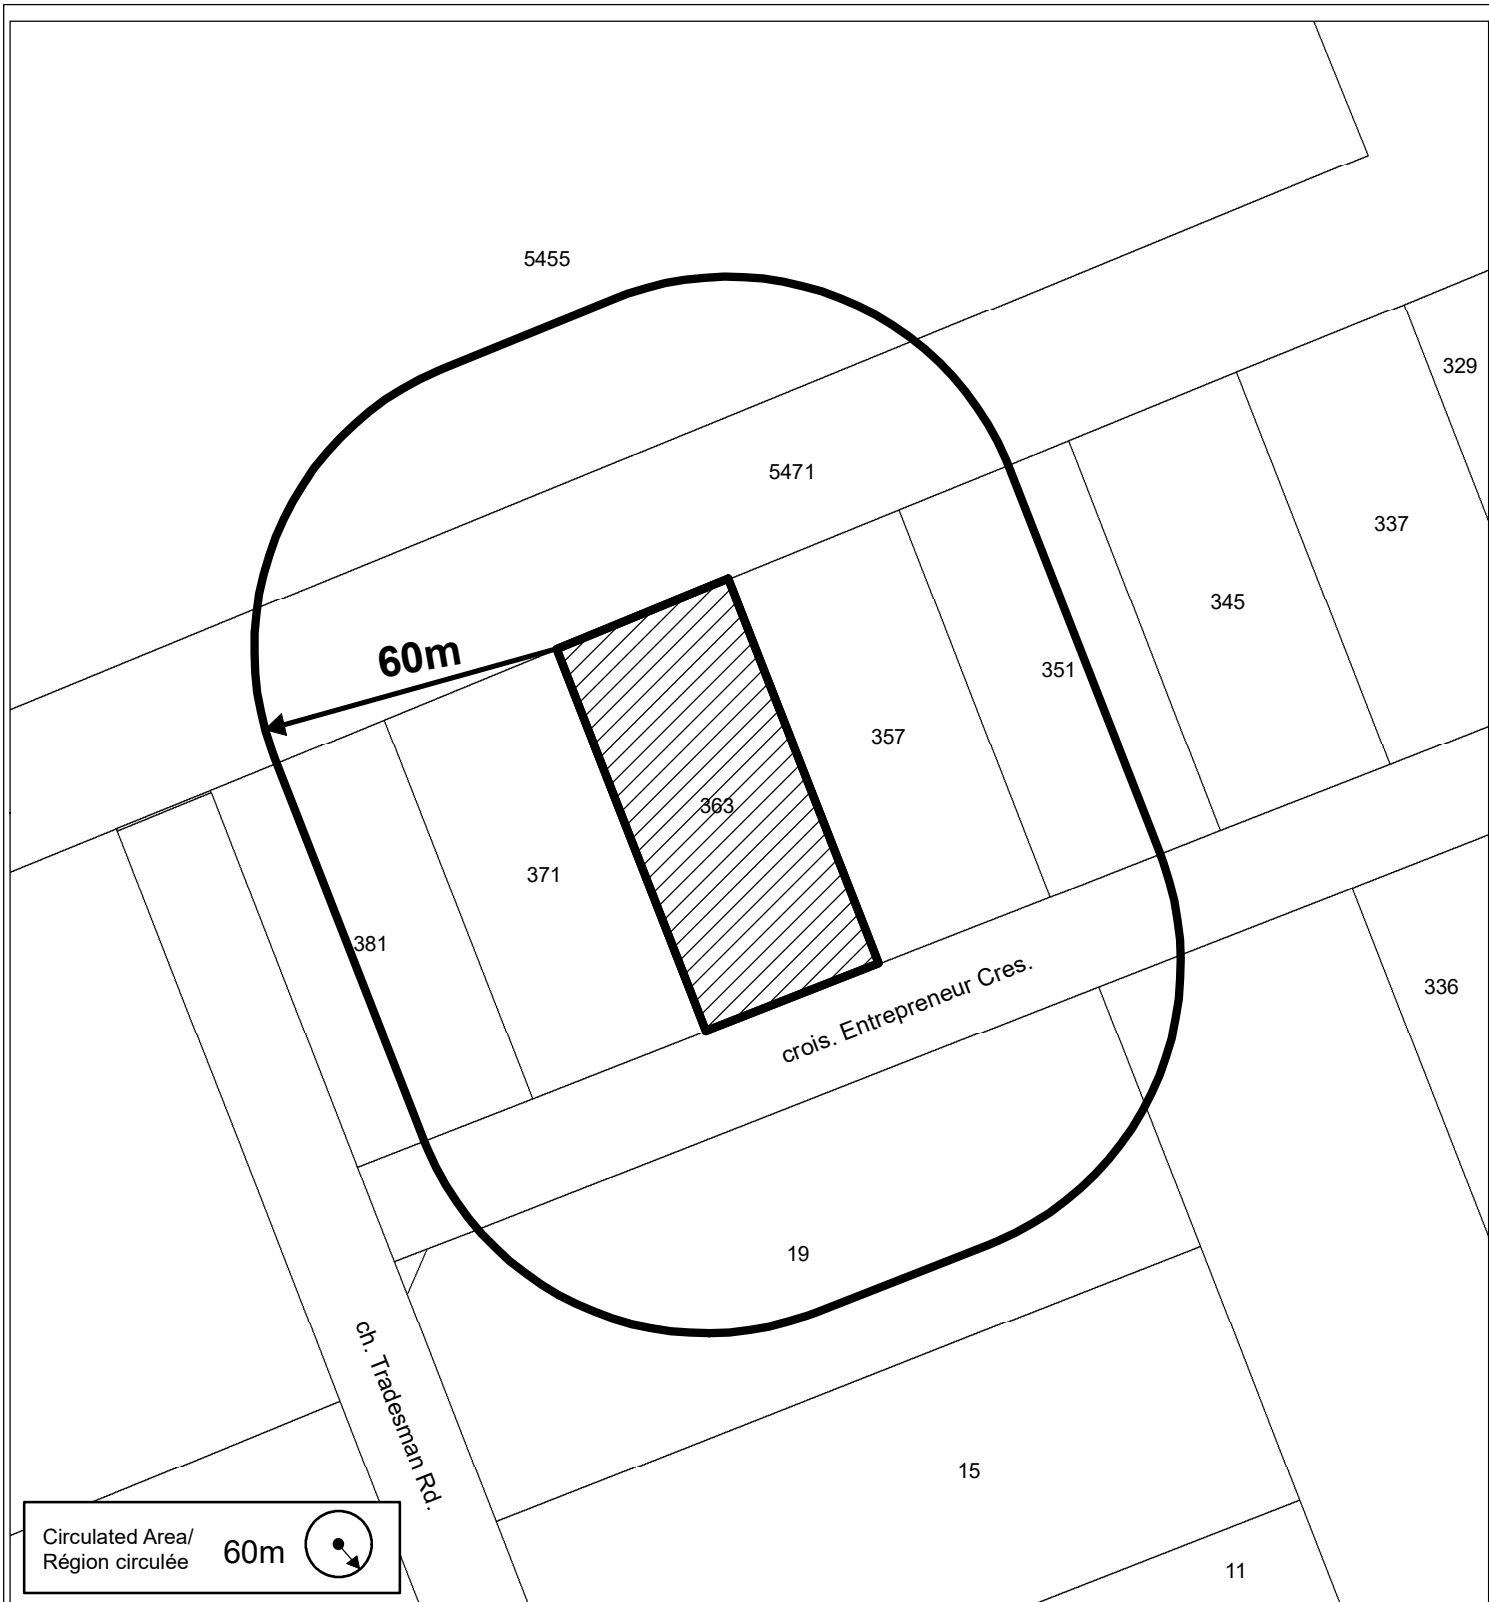 5455
329
5471
337
345
60m
351
357
363
371
381
crois. Entrepreneur Cres.
336
19
ch. Tradesman Rd.
15
Circulated Area/
Région circulée
60m
11